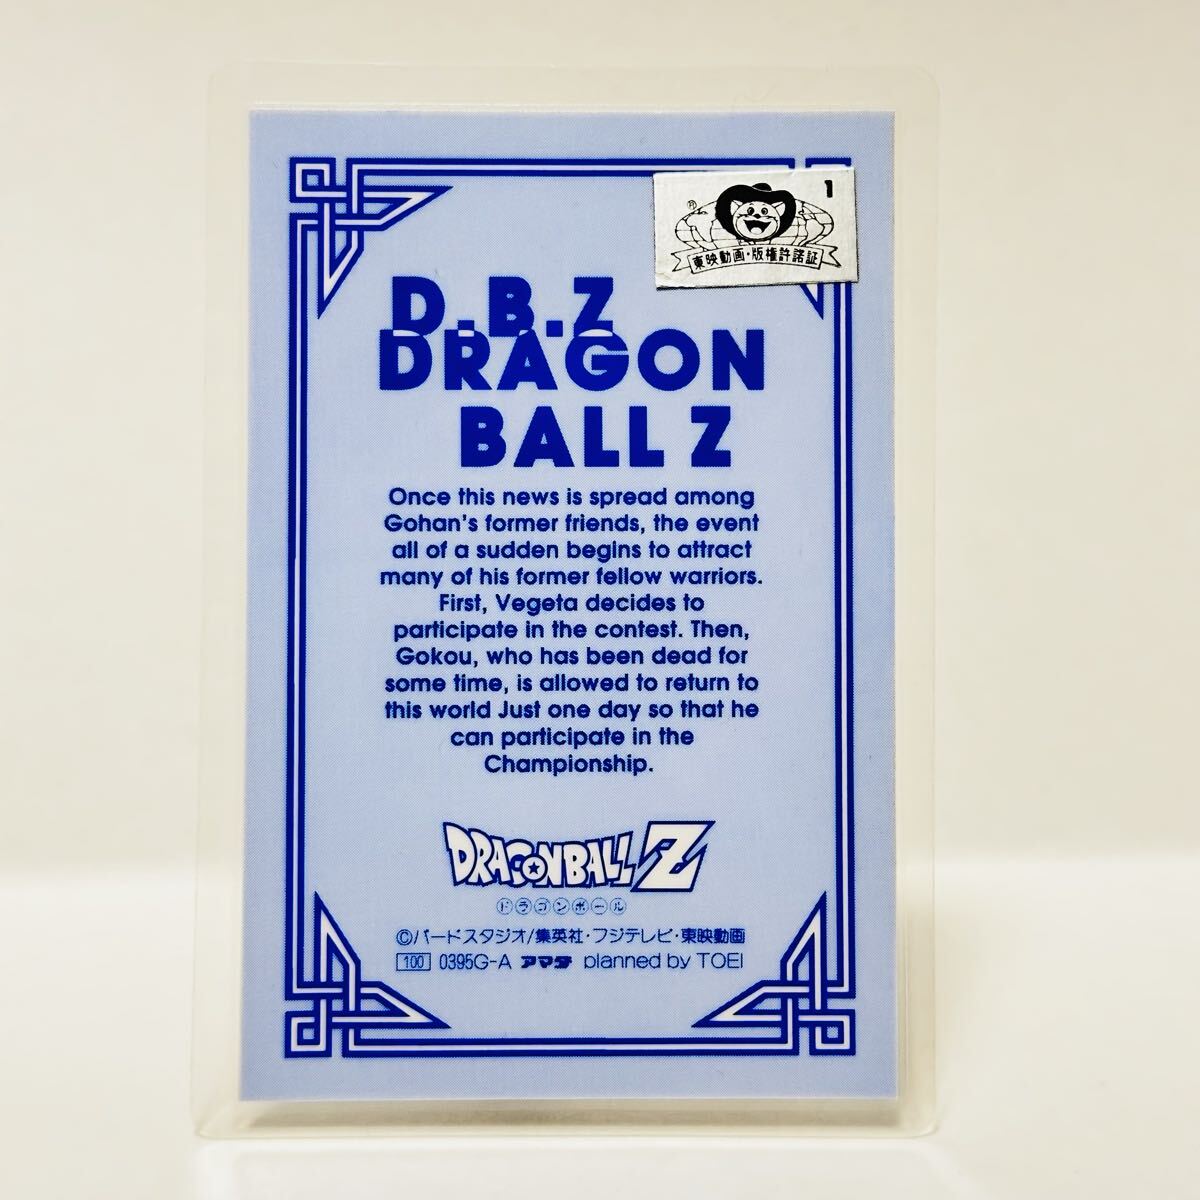 ® 1
東映動画・版権許諾証
D.B.Z
DRAGON
BALL Z
Once this news is spread among
Gohan's former friends, the event
all of a sudden begins to attract
many of his former fellow warriors.
First, Vegeta decides to
participate in the contest. Then,
Gokou, who has been dead for
some time, is allowed to return to
this world Just one day so that he
can participate in the
Championship.
DRAGONBALL Z
ドラゴンボール
©バードスタジオ/集英社・フジテレビ・東映動画
100 0395G-A アマダ planned by TOEI